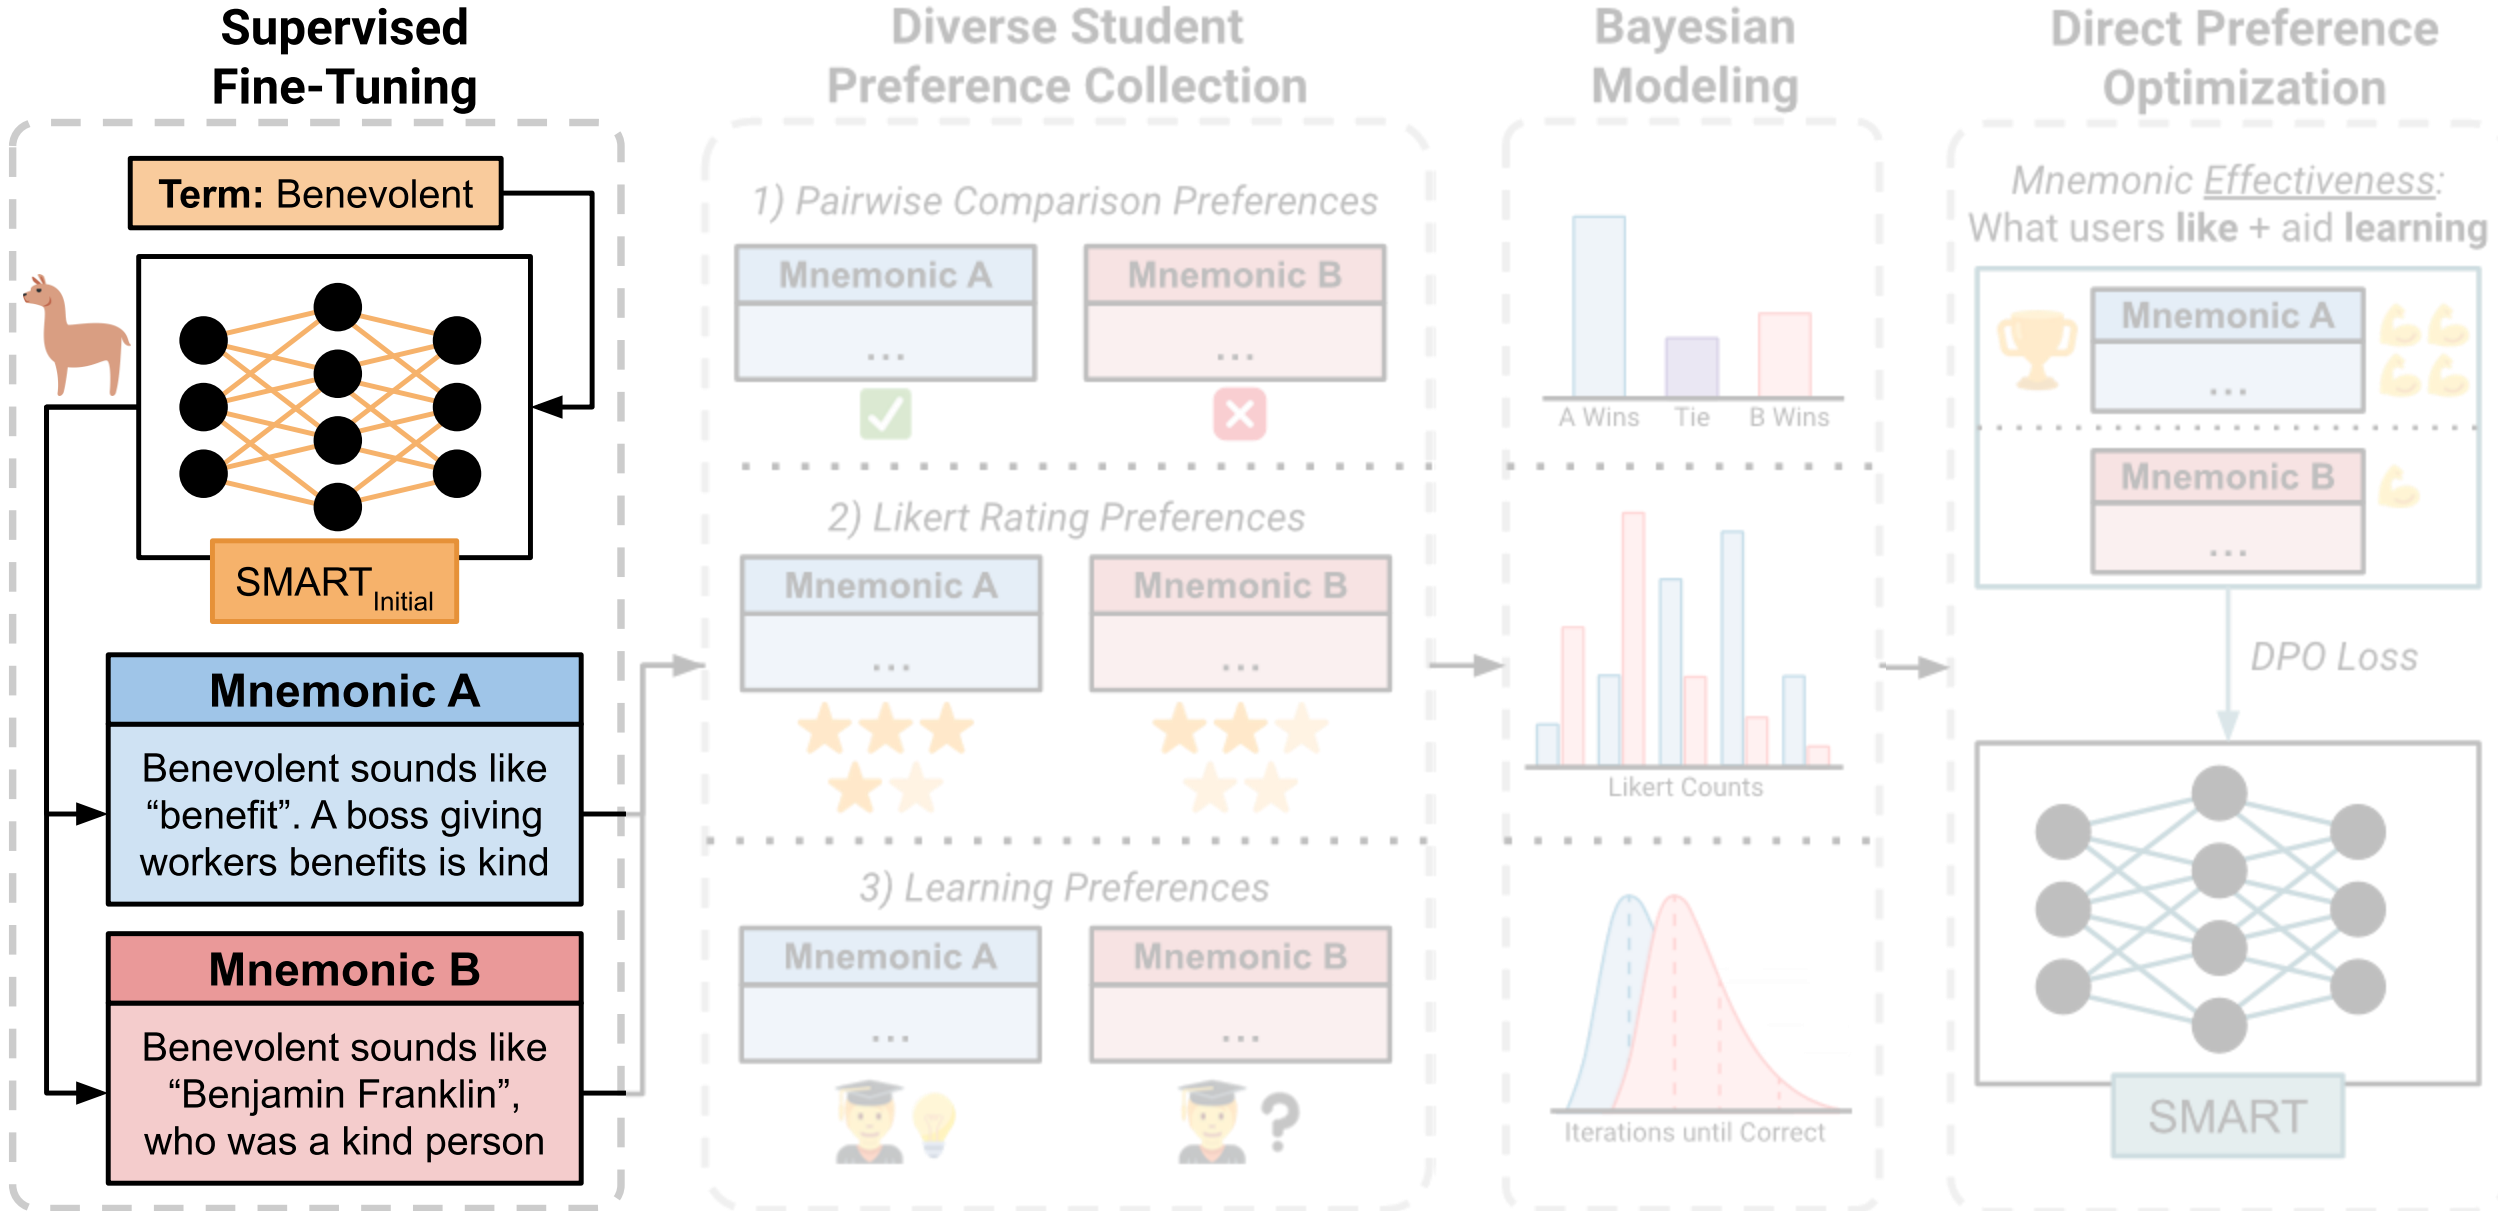 Supervised
Fine-Tuning
Term: Benevolent
SMART Initial
Mnemonic A
Benevolent sounds like
“benefit”. A boss giving
workers benefits is kind
Mnemonic B
Benevolent sounds like
“Benjamin Franklin”,
who was a kind person
Diverse Student
Preference Collection
1) Pairwise Comparison Preferences
Mnemonic A
...
Mnemonic B
...
2) Likert Rating Preferences
Mnemonic A
...
Mnemonic B
...
3) Learning Preferences
Mnemonic A
...
Mnemonic B
...
?
Bayesian
Modeling
A Wins Tie B Wins
Likert Counts
Iterations until Correct
Direct Preference
Optimization
Mnemonic Effectiveness:
What users like + aid learning
Mnemonic A
...
Mnemonic B
...
DPO Loss
SMART